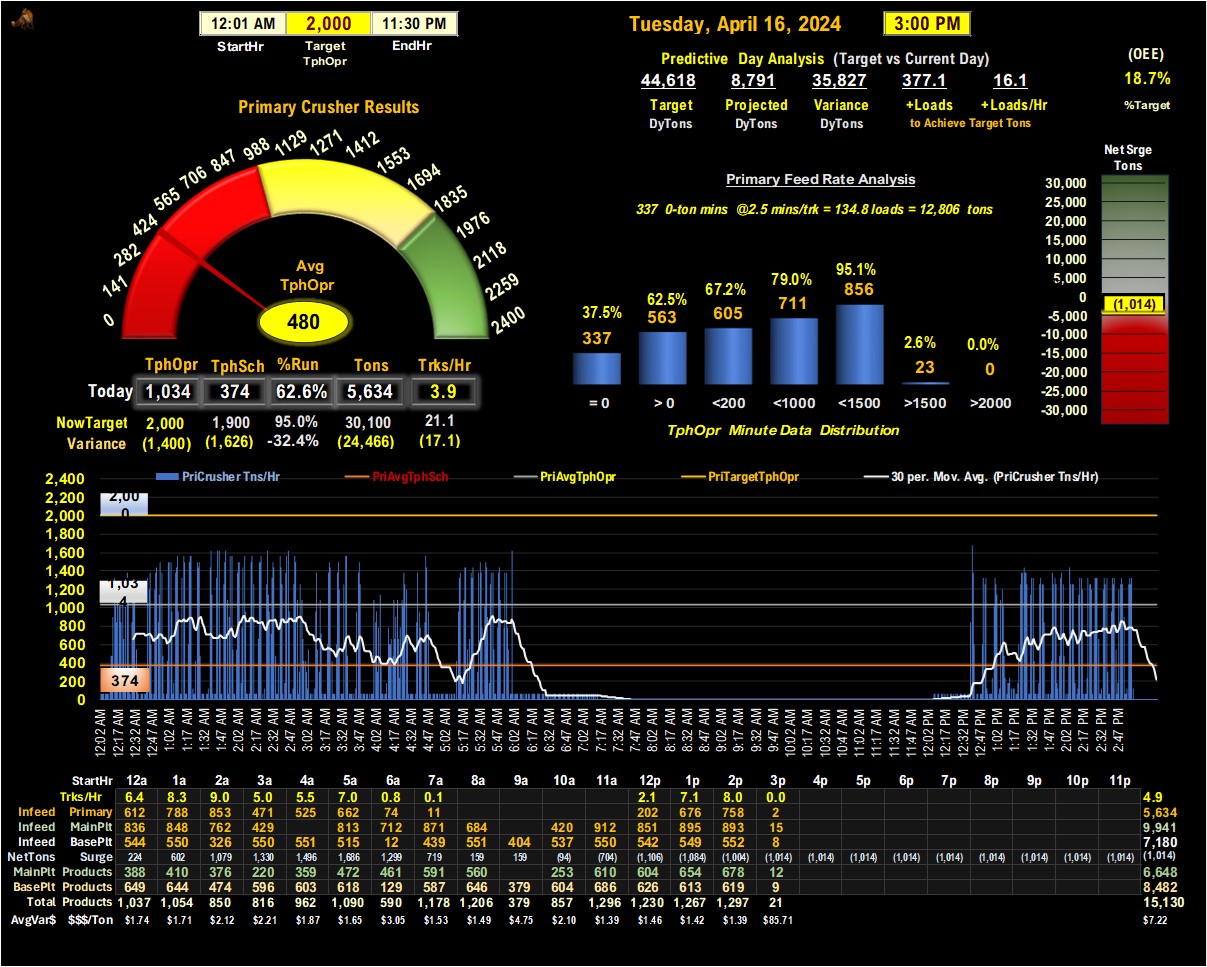 12:01 AM 2,000 11:30 PM
StartHr Target TphOpr EndHr
Tuesday, April 16, 2024 3:00 PM
Predictive Day Analysis (Target vs Current Day)
44,618 8,791 35,827 377.1 16.1
Target Projected Variance +Loads +Loads/Hr
DyTons DyTons DyTons to Achieve Target Tons
(OEE)
18.7%
%Target
Primary Crusher Results
0 141 282 424 565 706 847 988 1129 1271 1412 1553 1694 1835 1976 2118 2259 2400
Avg
TphOpr
480
TphOpr TphSch %Run Tons Trks/Hr
Today 1,034 374 62.6% 5,634 3.9
NowTarget 2,000 1,900 95.0% 30,100 21.1
Variance (1,400) (1,626) -32.4% (24,466) (17.1)
Primary Feed Rate Analysis
337 0-ton mins @2.5 mins/trk = 134.8 loads = 12,806 tons
37.5% 62.5% 67.2% 79.0% 95.1% 2.6% 0.0%
337 563 605 711 856 23 0
= 0 > 0 <200 <1000 <1500 >1500 >2000
TphOpr Minute Data Distribution
Net Srge
Tons
30,000
25,000
20,000
15,000
10,000
5,000
0
(1,014)
-5,000
-10,000
-15,000
-20,000
-25,000
-30,000
PriCrusher Tns/Hr PriAvgTphSch PriAvgTphOpr PriTargetTphOpr 30 per. Mov. Avg. (PriCrusher Tns/Hr)
2,400
2,200
2,000
1,800
1,600
1,400
1,200
1,000
800
600
400
200
0
2,00
0
1,03
4
374
12:02 AM 12:17 AM 12:32 AM 12:47 AM 1:02 AM 1:17 AM 1:32 AM 1:47 AM 2:02 AM 2:17 AM 2:32 AM 2:47 AM 3:02 AM 3:17 AM 3:32 AM 3:47 AM 4:02 AM 4:17 AM 4:32 AM 4:47 AM 5:02 AM 5:17 AM 5:32 AM 5:47 AM 6:02 AM 6:17 AM 6:32 AM 6:47 AM 7:02 AM 7:17 AM 7:32 AM 7:47 AM 8:02 AM 8:17 AM 8:32 AM 8:47 AM 9:02 AM 9:17 AM 9:32 AM 9:47 AM 10:02 AM 10:17 AM 10:32 AM 10:47 AM 11:02 AM 11:17 AM 11:32 AM 11:47 AM 12:02 PM 12:17 PM 12:32 PM 12:47 PM 1:02 PM 1:17 PM 1:32 PM 1:47 PM 2:02 PM 2:17 PM 2:32 PM 2:47 PM
StartHr 12a 1a 2a 3a 4a 5a 6a 7a 8a 9a 10a 11a 12p 1p 2p 3p 4p 5p 6p 7p 8p 9p 10p 11p
Trks/Hr 6.4 8.3 9.0 5.0 5.5 7.0 0.8 0.1 2.1 7.1 8.0 0.0 4.9
Infeed Primary 612 788 853 471 525 662 74 11 202 676 758 2 5,634
Infeed MainPlt 836 848 762 429 813 712 871 684 420 912 851 895 893 15 9,941
Infeed BasePlt 544 550 326 550 551 515 12 439 551 404 537 550 542 549 552 8 7,180
NetTons Surge 224 602 1,079 1,330 1,496 1,686 1,299 719 159 159 (94) (704) (1,106) (1,084) (1,004) (1,014) (1,014) (1,014) (1,014) (1,014) (1,014) (1,014) (1,014) (1,014) (1,014)
MainPlt Products 388 410 376 220 359 472 461 591 560 253 610 604 654 678 12 6,648
BasePlt Products 649 644 474 596 603 618 129 587 646 379 604 686 626 613 619 9 8,482
Total Products 1,037 1,054 850 816 962 1,090 590 1,178 1,206 379 857 1,296 1,230 1,267 1,297 21 15,130
AvgVar$ $$$/Ton $1.74 $1.71 $2.12 $2.21 $1.87 $1.65 $3.05 $1.53 $1.49 $4.75 $2.10 $1.39 $1.46 $1.42 $1.39 $85.71 $7.22